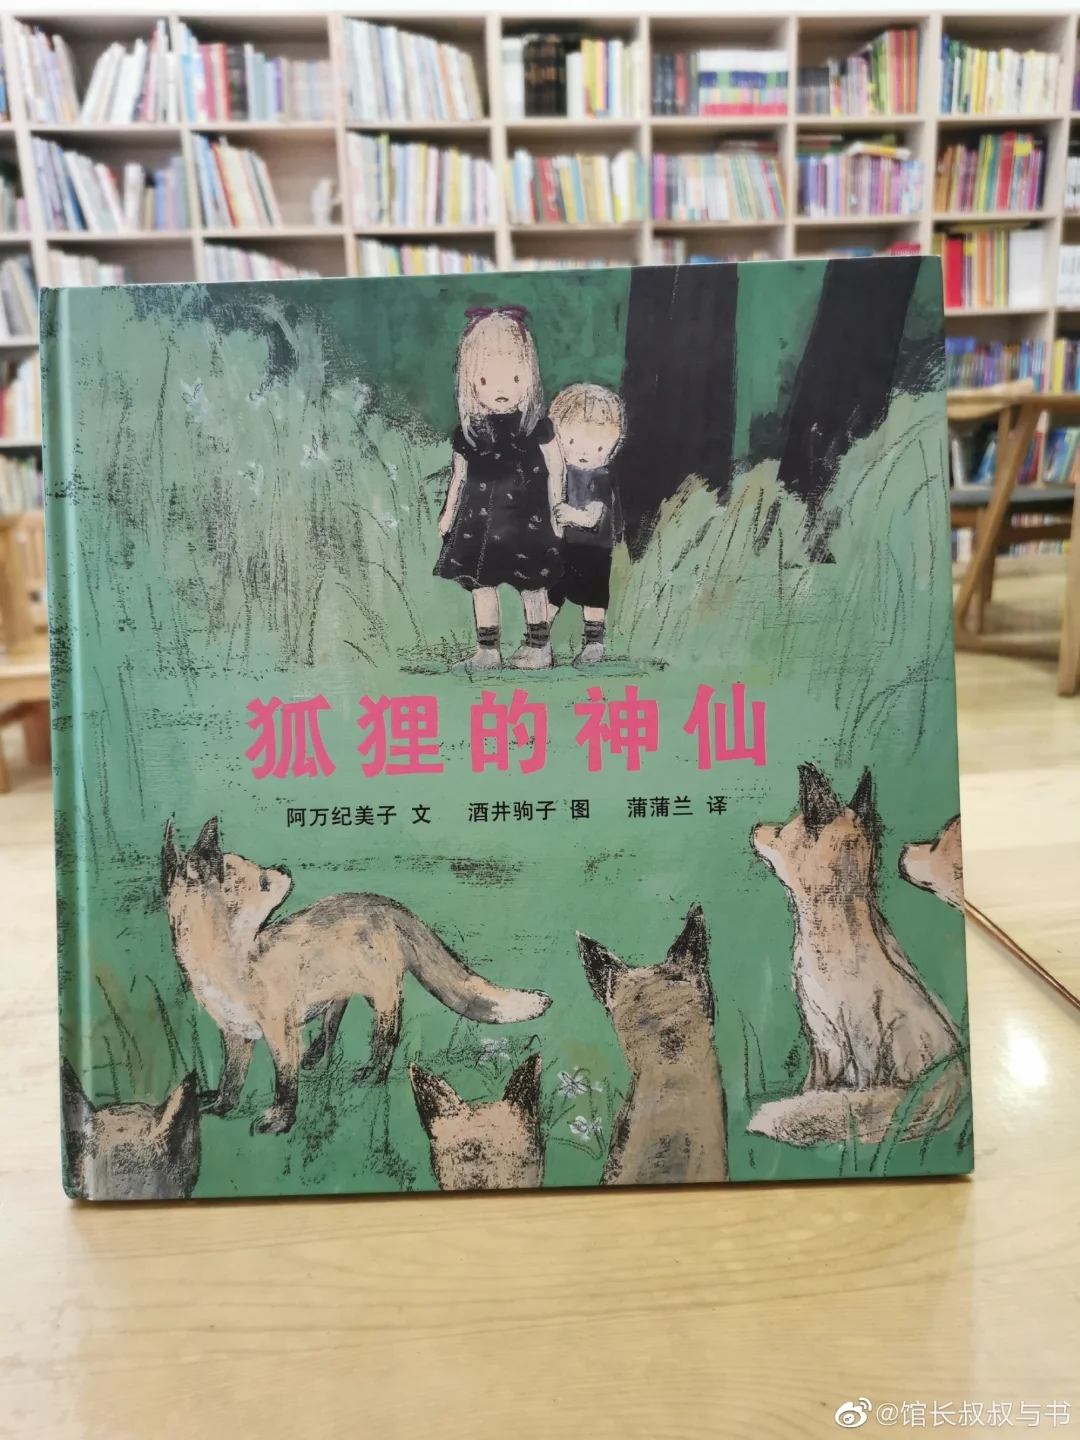 狐狸的神仙
阿万纪美子 文 酒井驹子 图 蒲蒲兰 译
@馆长叔叔与书